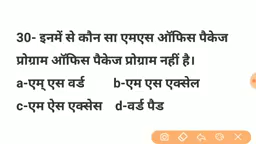 30- इनमें से कौन सा एमएस ऑफिस पैकेज
प्रोग्राम ऑफिस पैकेज प्रोग्राम नहीं है।
a-एम् एस वर्ड b-एम एस एक्सेल
c-एम ऐस एक्सेस d-वर्ड पैड